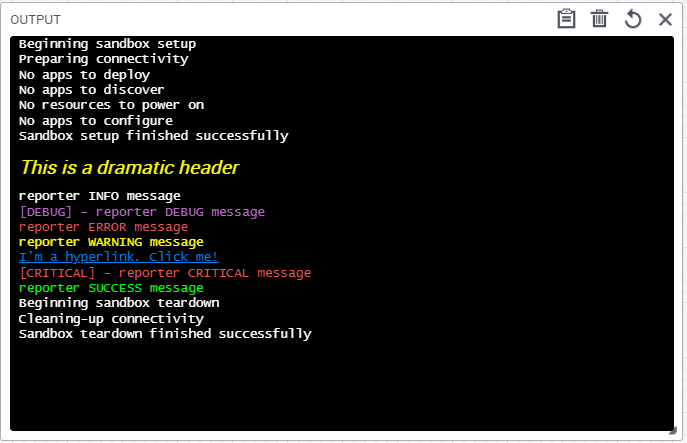 OUTPUT
Beginning sandbox setup
Preparing connectivity
No apps to deploy
No apps to discover
No resources to power on
No apps to configure
Sandbox setup finished successfully
This is a dramatic header
reporter INFO message
[DEBUG] - reporter DEBUG message
reporter ERROR message
reporter WARNING message
I'm a hyperlink. Click me!
[CRITICAL] - reporter CRITICAL message
reporter SUCCESS message
Beginning sandbox teardown
Cleaning-up connectivity
Sandbox teardown finished successfully